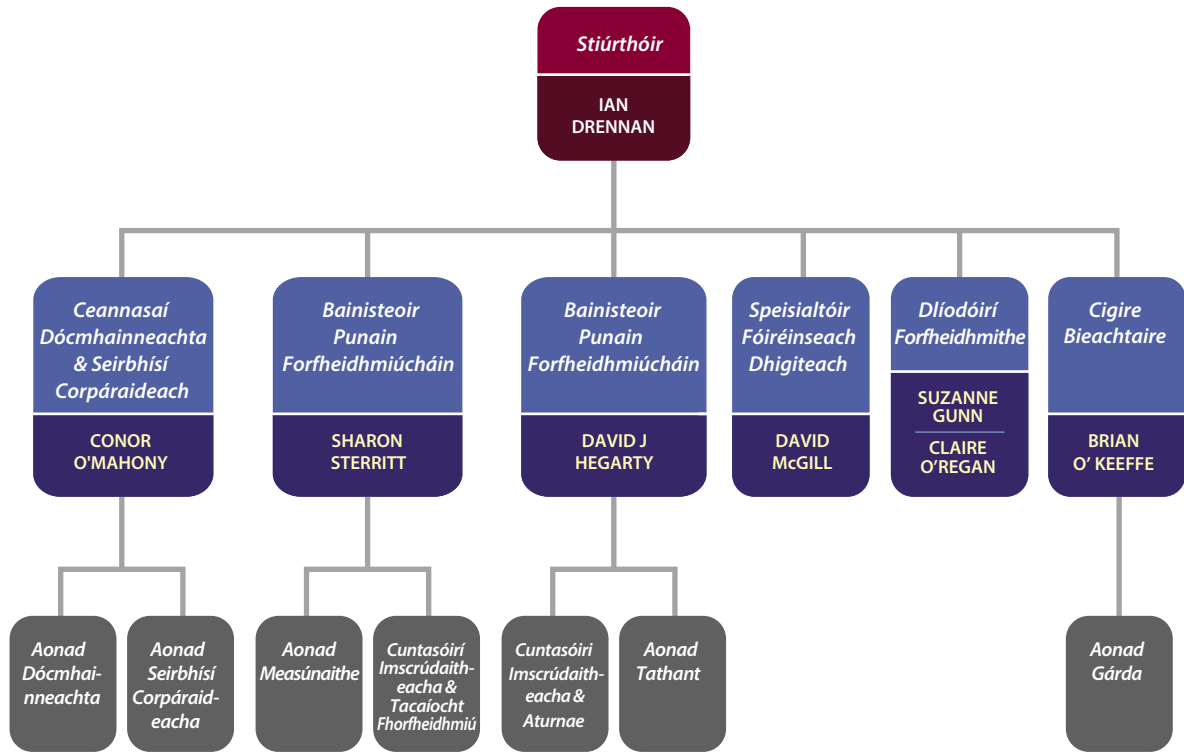 Stiúrthóir
IAN
DRENNAN
Ceannasaí
Dócmhainneachta
& Seirbhísí
Corpáraideach
CONOR
O'MAHONY
Bainisteoir
Punain
Forfheidhmiúcháin
SHARON
STERRITT
Bainisteoir
Punain
Forfheidhmiúcháin
DAVID J
HEGARTY
Speisialtóir
Fóiréinseach
Dhigiteach
DAVID
McGILL
Dlíodóirí
Forfheidhmithe
SUZANNE
GUNN
CLAIRE
O'REGAN
Cigire
Bieachtaire
BRIAN
O' KEEFFE
Aonad
Dócmhai-
nneachta
Aonad
Seirbhísí
Corpáraid-
eacha
Aonad
Measúnaithe
Cuntasóirí
Imscrúdaith-
eacha &
Tacaíocht
Fhorfheidhmiú
Cuntasóiri
Imscrúdaith-
eacha &
Aturnae
Aonad
Tathant
Aonad
Gárda